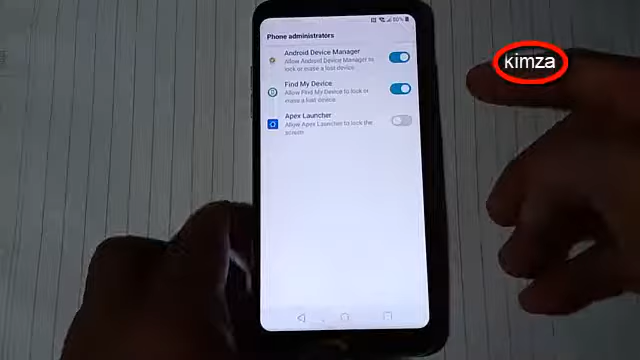 80%
Phone administrators
Android Device Manager
Allow Android Device Manager to
lock or erase a lost device.
Find My Device
Allow Find My Device to lock or
erase a lost device.
Apex Launcher
Allow Apex Launcher to lock the
screen.
kimza